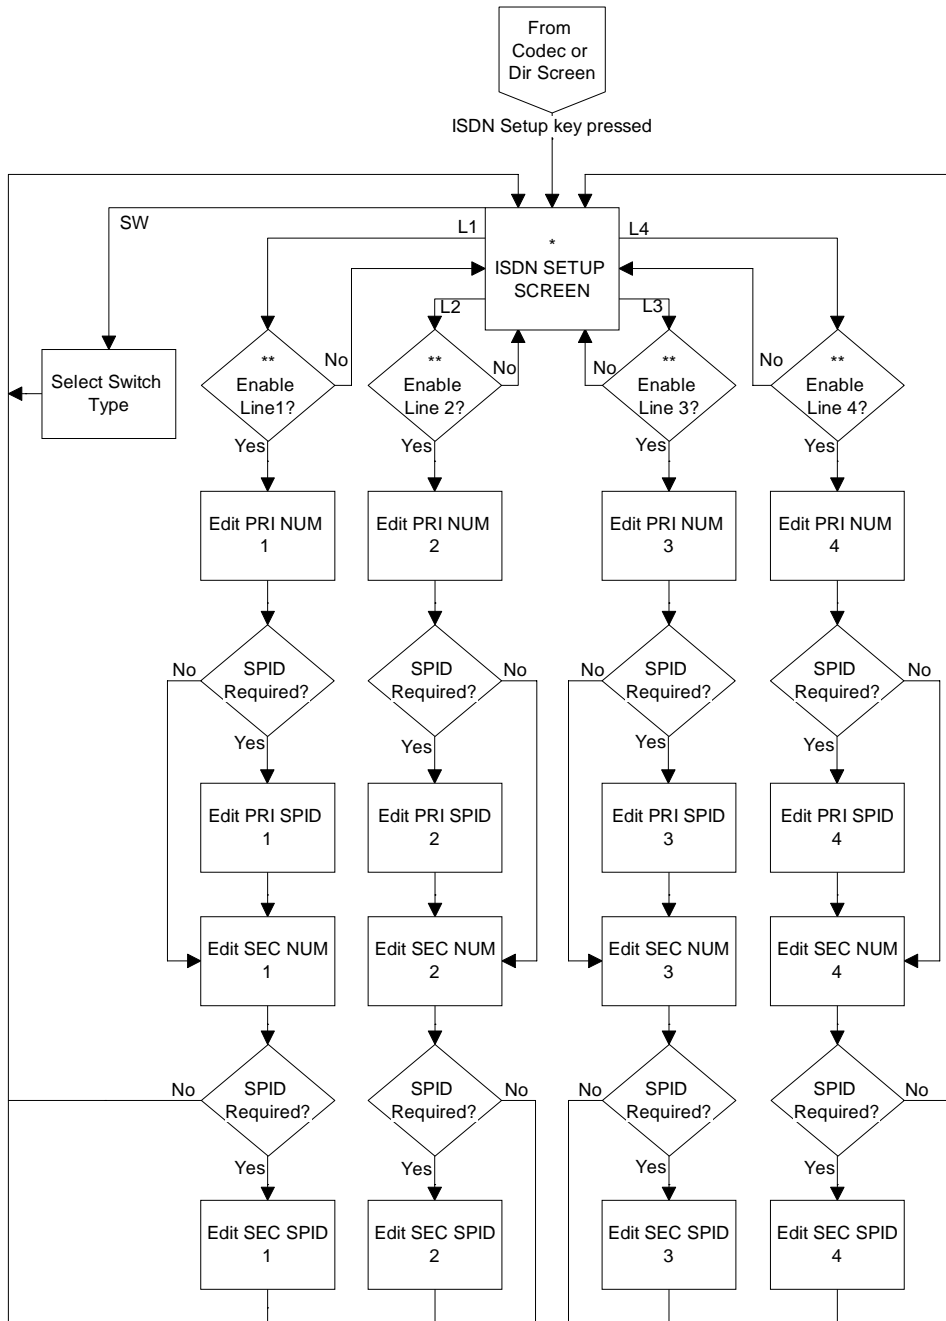 From
Codec or
Dir Screen
ISDN Setup key pressed
SW
L1
*
ISDN SETUP
SCREEN
L4
L2
L3
Select Switch
Type
**
Enable
Line1?
No
**
Enable
Line 2?
No
No
**
Enable
Line 3?
No
**
Enable
Line 4?
Yes
Yes
Yes
Yes
Edit PRI NUM
1
Edit PRI NUM
2
Edit PRI NUM
3
Edit PRI NUM
4
No
SPID
Required?
SPID
Required?
No
No
SPID
Required?
SPID
Required?
No
Yes
Yes
Yes
Yes
Edit PRI SPID
1
Edit PRI SPID
2
Edit PRI SPID
3
Edit PRI SPID
4
Edit SEC NUM
1
Edit SEC NUM
2
Edit SEC NUM
3
Edit SEC NUM
4
No
SPID
Required?
SPID
Required?
No
No
SPID
Required?
SPID
Required?
No
Yes
Yes
Yes
Yes
Edit SEC SPID
1
Edit SEC SPID
2
Edit SEC SPID
3
Edit SEC SPID
4